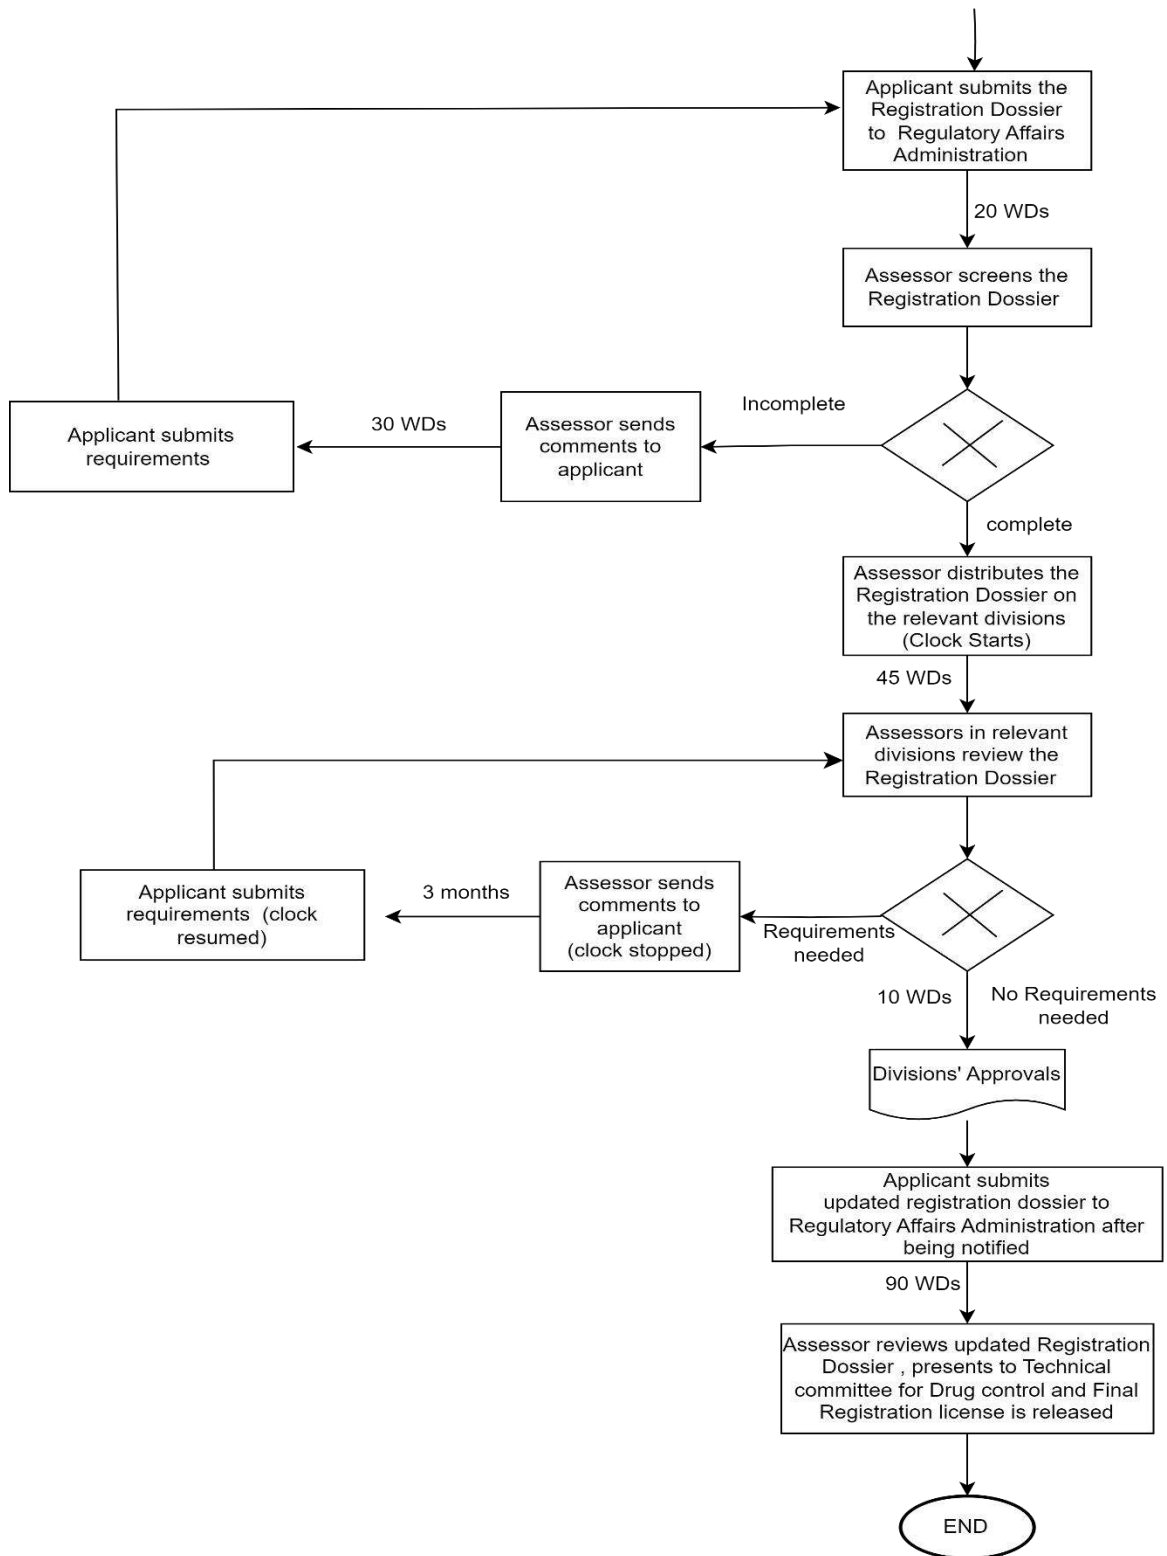 Applicant submits the
Registration Dossier
to Regulatory Affairs
Administration
20 WDs
Assessor screens the
Registration Dossier
Incomplete
Assessor sends
comments to
applicant
30 WDs
Applicant submits
requirements
complete
Assessor distributes the
Registration Dossier on
the relevant divisions
(Clock Starts)
45 WDs
Assessors in relevant
divisions review the
Registration Dossier
Requirements
needed
Assessor sends
comments to
applicant
(clock stopped)
3 months
Applicant submits
requirements (clock
resumed)
10 WDs
No Requirements
needed
Divisions' Approvals
Applicant submits
updated registration dossier to
Regulatory Affairs Administration after
being notified
90 WDs
Assessor reviews updated Registration
Dossier , presents to Technical
committee for Drug control and Final
Registration license is released
END